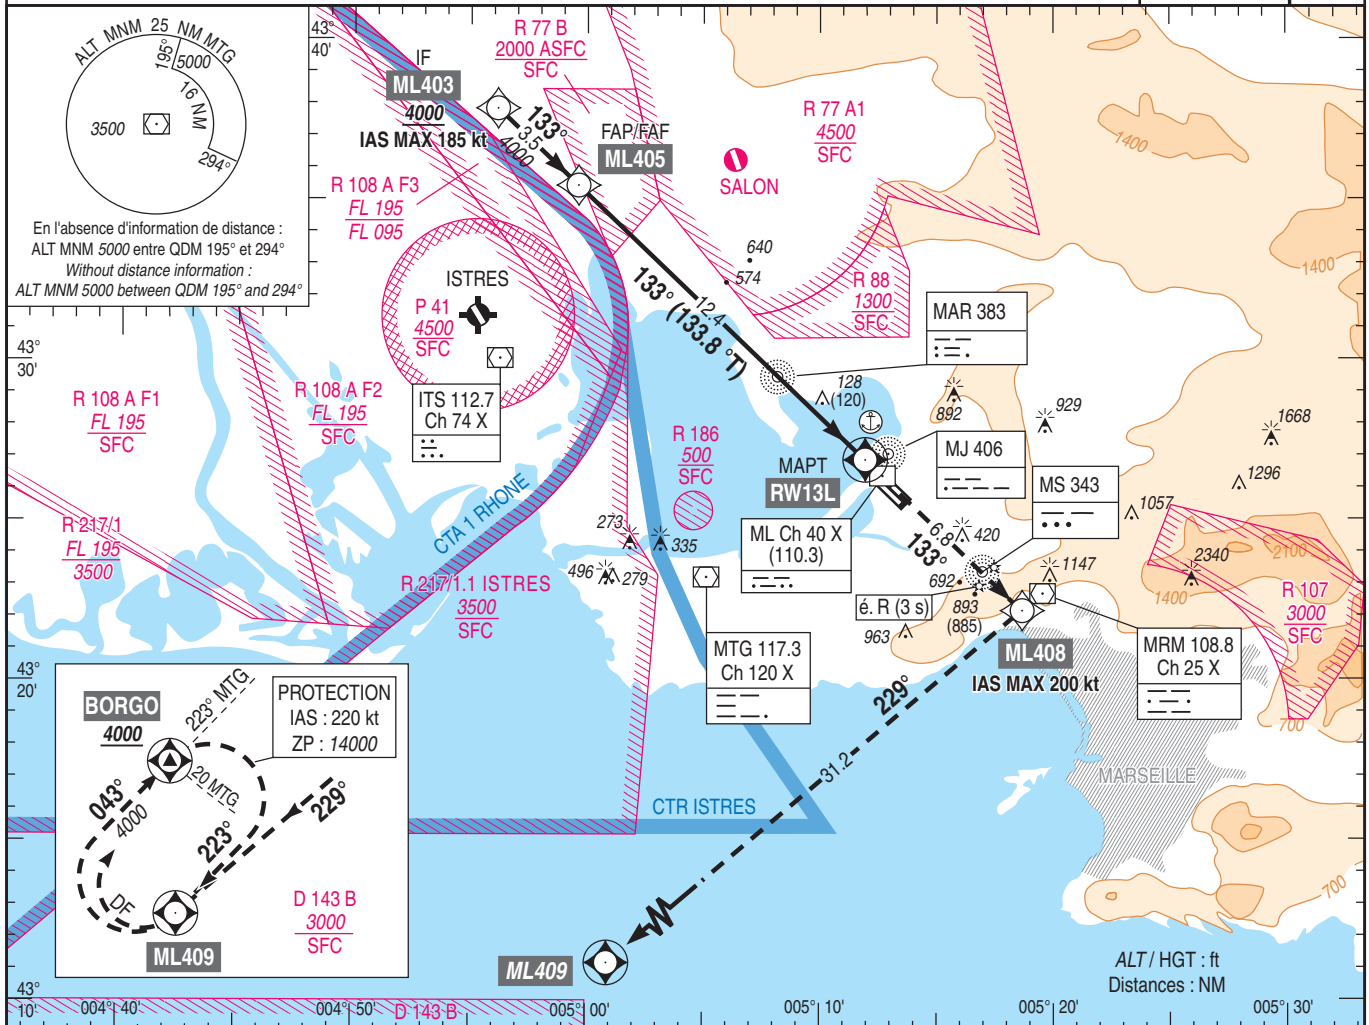 ALT MNM 25 NM MTG
195°
5000
16 NM
3500
294°
En l'absence d'information de distance :
ALT MNM 5000 entre QDM 195° et 294°
Without distance information :
ALT MNM 5000 between QDM 195° and 294°
43°
40'
IF
ML403
4000
IAS MAX 185 kt
133°
3.5
4000
R 77 B
2000 ASFC
SFC
FAP/FAF
ML405
R 77 A1
4500
SFC
SALON
1400
R 108 A F3
FL 195
FL 095
ISTRES
P 41
4500
SFC
640
574
R 88
1300
SFC
1400
133° (133.8 °T)
12.4
MAR 383
43°
30'
ITS 112.7
Ch 74 X
R 108 A F1
FL 195
SFC
R 108 A F2
FL 195
SFC
128
(120)
892
929
1668
1296
R 186
500
SFC
MAPT
RW13L
MJ 406
MS 343
1057
CTA 1 RHONE
R 217/1
FL 195
3500
273
335
496
279
ML Ch 40 X
(110.3)
6.8
133°
420
1147
2340
2100
1400
R 217/1.1 ISTRES
3500
SFC
692
893
(885)
é. R (3 s)
963
R 107
3000
SFC
MTG 117.3
Ch 120 X
ML408
IAS MAX 200 kt
MRM 108.8
Ch 25 X
43°
20'
700
229°
31.2
MARSEILLE
BORGO
4000
223° MTG
PROTECTION
IAS : 220 kt
ZP : 14000
20 MTG
043°
4000
223°
229°
DF
ML409
D 143 B
3000
SFC
CTR ISTRES
700
ML409
ALT / HGT : ft
Distances : NM
43°
10'
004° 40'
004° 50'
D 143 B
005° 00'
005° 10'
005° 20'
005° 30'